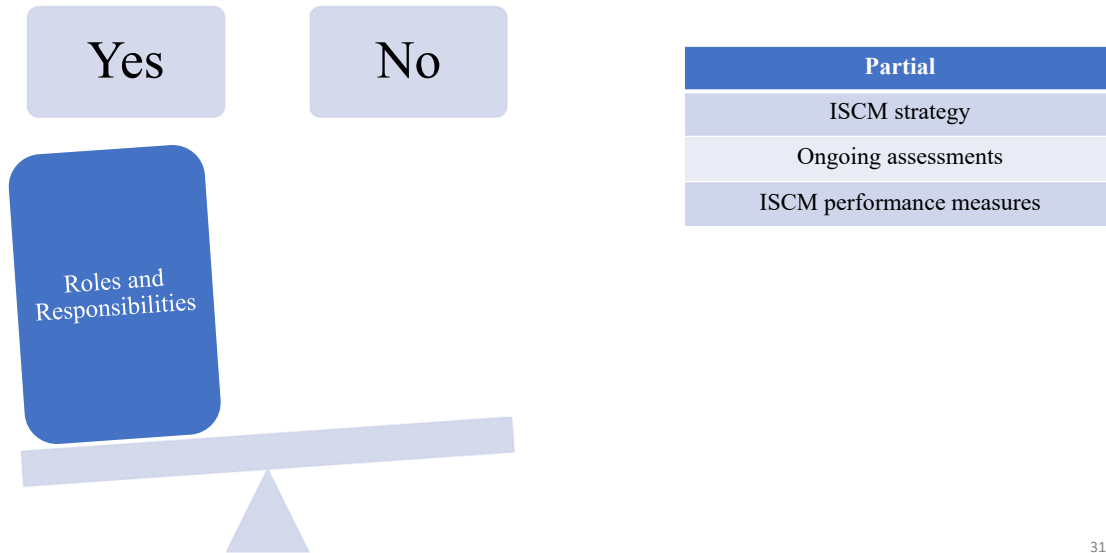 Yes
No
Roles and
Responsibilities
Partial
ISCM strategy
Ongoing assessments
ISCM performance measures
31